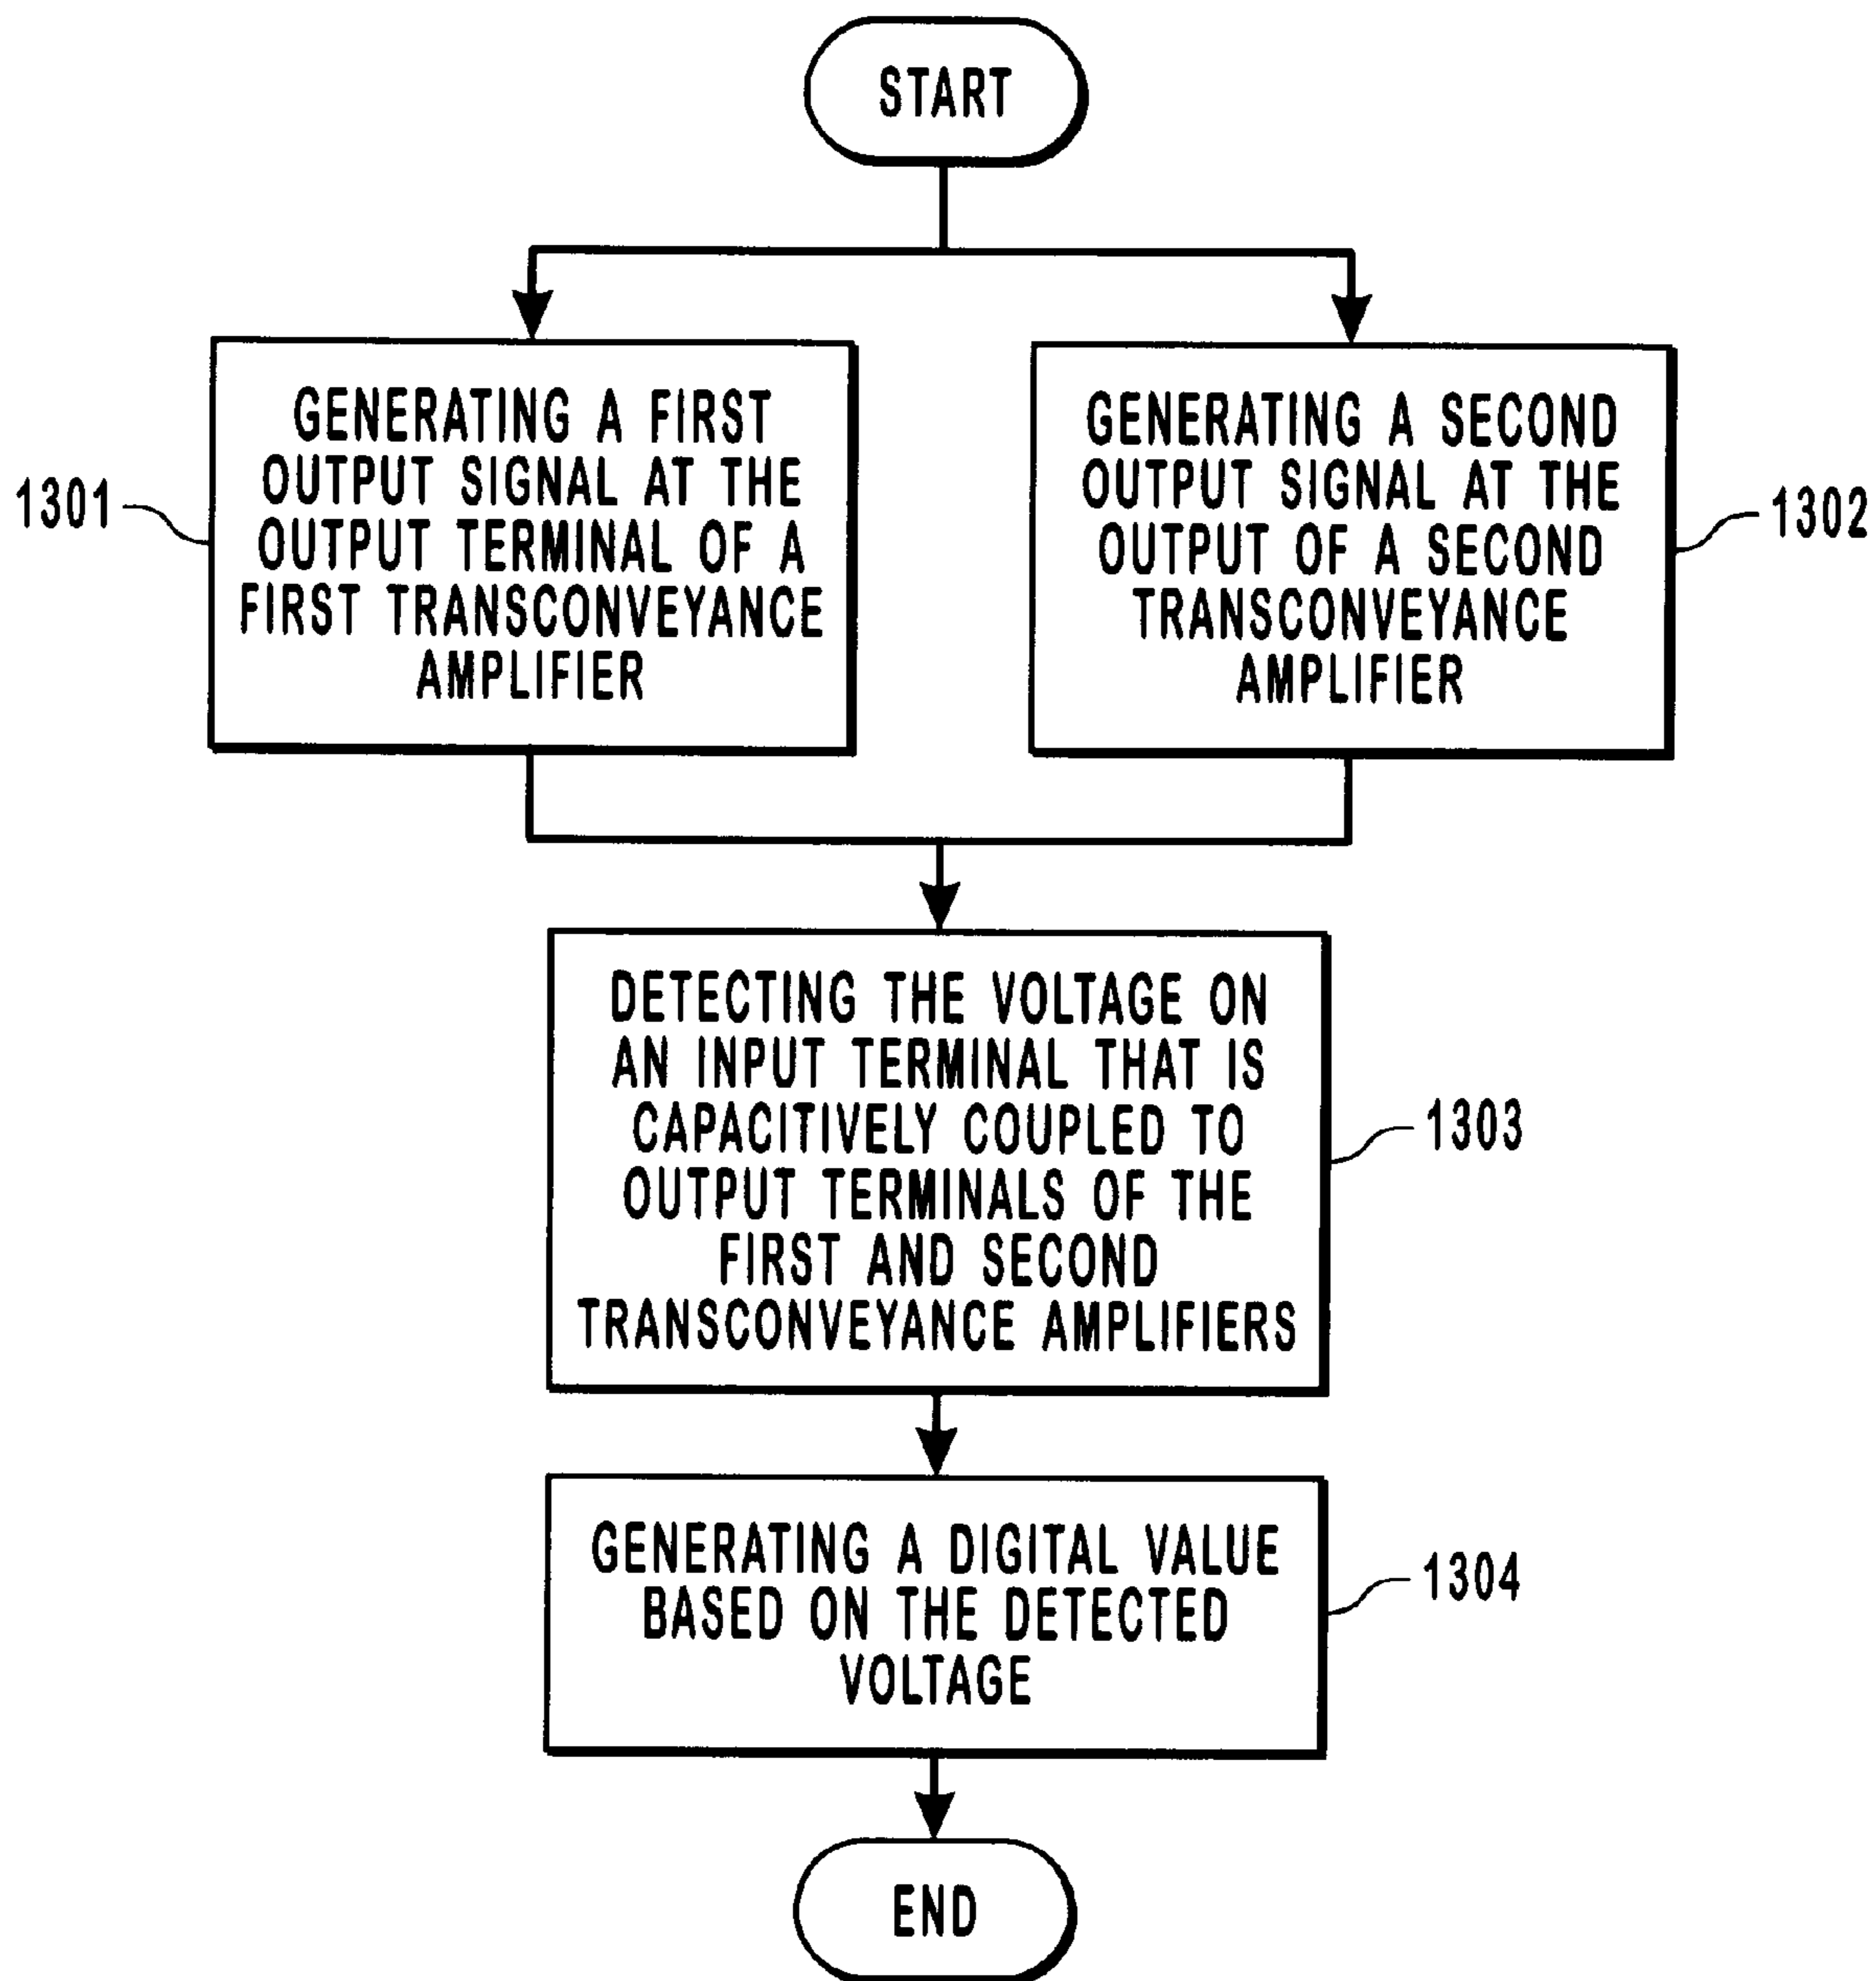 START
GENERATING A FIRST
OUTPUT SIGNAL AT THE
OUTPUT TERMINAL OF A
FIRST TRANSCONVEYANCE
AMPLIFIER
1301
GENERATING A SECOND
OUTPUT SIGNAL AT THE
OUTPUT OF A SECOND
TRANSCONVEYANCE
AMPLIFIER
1302
DETECTING THE VOLTAGE ON
AN INPUT TERMINAL THAT IS
CAPACITIVELY COUPLED TO
OUTPUT TERMINALS OF THE
FIRST AND SECOND
TRANSCONVEYANCE AMPLIFIERS
1303
GENERATING A DIGITAL VALUE
BASED ON THE DETECTED
VOLTAGE
1304
END